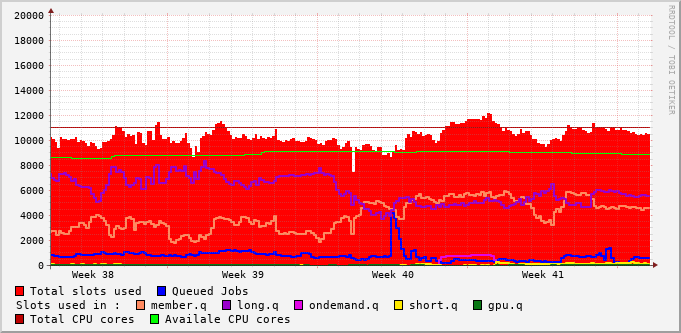 20000
18000
16000
14000
12000
10000
8000
6000
4000
2000
0
Week 38 Week 39 Week 40 Week 41
Total slots used Queued Jobs
Slots used in : member.q long.q ondemand.q short.q gpu.q
Total CPU cores Availale CPU cores
RRDTOOL / TOBI OETIKER